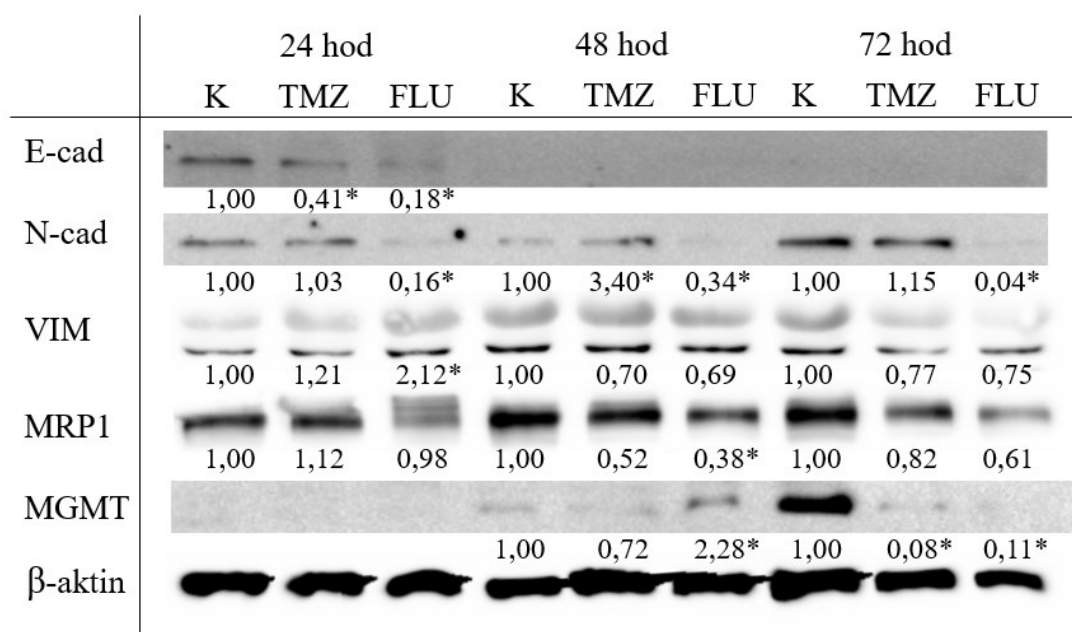 24 hod 48 hod 72 hod
K TMZ FLU K TMZ FLU K TMZ FLU
E-cad
1,00 0,41* 0,18*
N-cad
1,00 1,03 0,16* 1,00 3,40* 0,34* 1,00 1,15 0,04*
VIM
1,00 1,21 2,12* 1,00 0,70 0,69 1,00 0,77 0,75
MRP1
1,00 1,12 0,98 1,00 0,52 0,38* 1,00 0,82 0,61
MGMT
1,00 0,72 2,28* 1,00 0,08* 0,11*
β-aktin